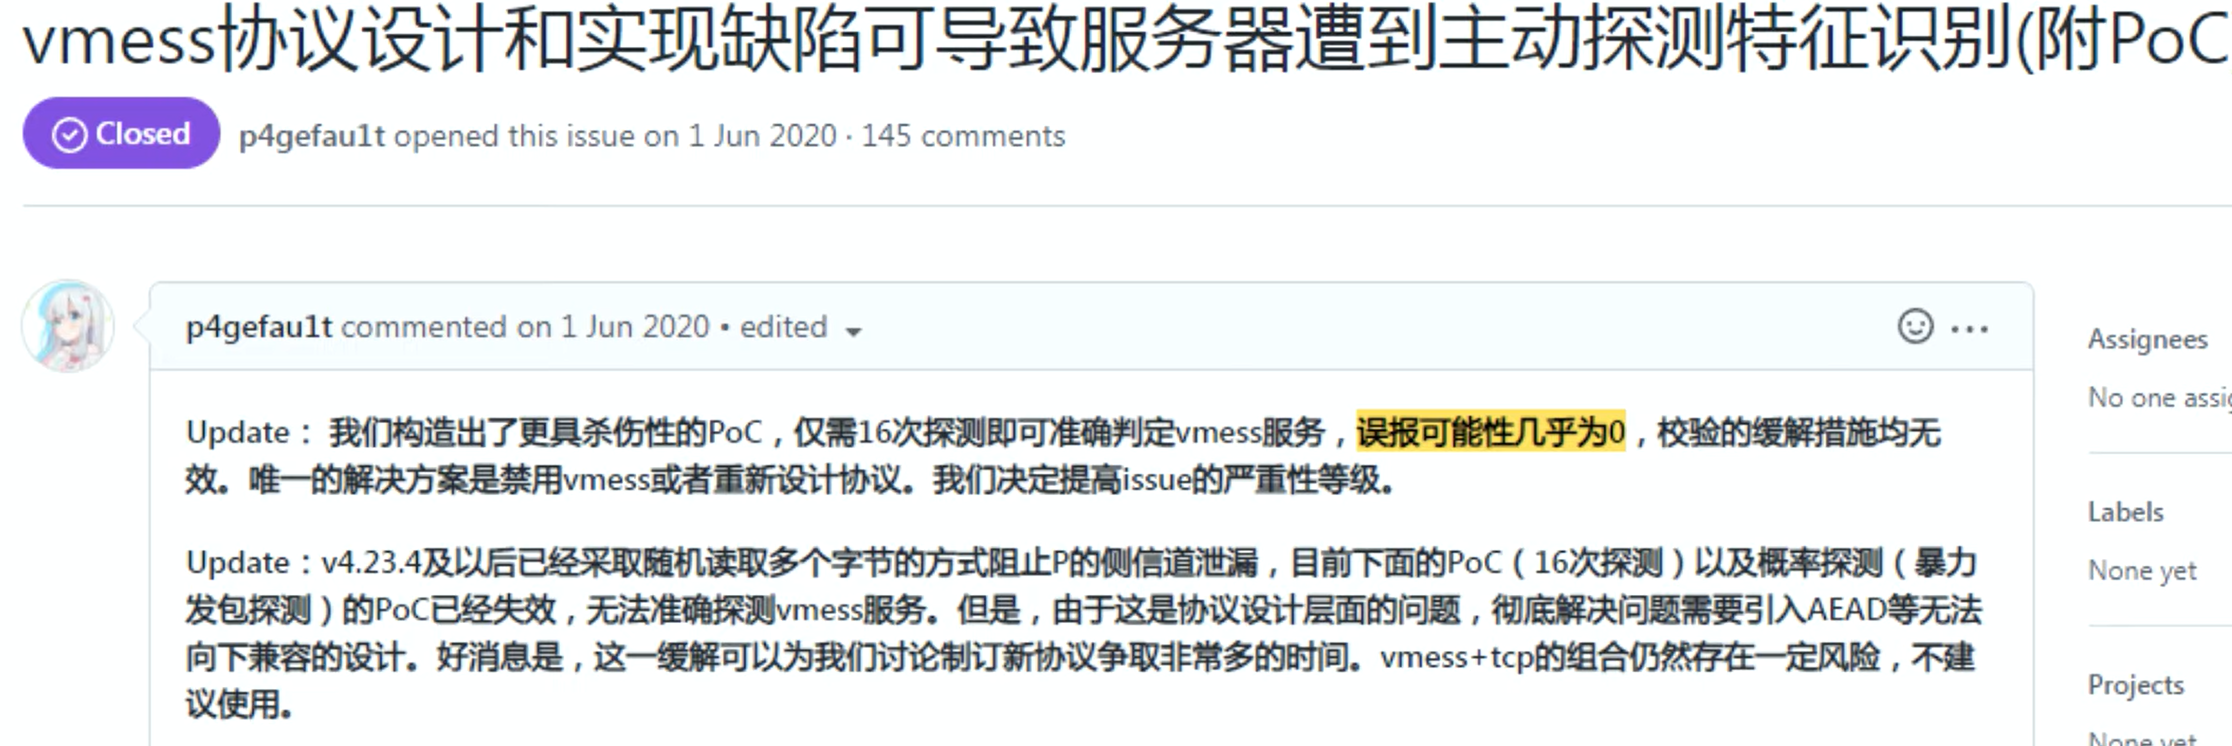 vmess协议设计和实现缺陷可导致服务器遭到主动探测特征识别(附PoC
Closed p4gefau1t opened this issue on 1 Jun 2020 · 145 comments
p4gefau1t commented on 1 Jun 2020 • edited
Update： 我们构造出了更具杀伤性的PoC，仅需16次探测即可准确判定vmess服务，误报可能性几乎为0，校验的缓解措施均无
效。唯一的解决方案是禁用vmess或者重新设计协议。我们决定提高issue的严重性等级。
Update：v4.23.4及以后已经采取随机读取多个字节的方式阻止P的侧信道泄漏，目前下面的PoC（16次探测）以及概率探测（暴力
发包探测）的PoC已经失效，无法准确探测vmess服务。但是，由于这是协议设计层面的问题，彻底解决问题需要引入AEAD等无法
向下兼容的设计。好消息是，这一缓解可以为我们讨论制订新协议争取非常多的时间。vmess+tcp的组合仍然存在一定风险，不建
议使用。
Assignees
No one assig
Labels
None yet
Projects
None yet